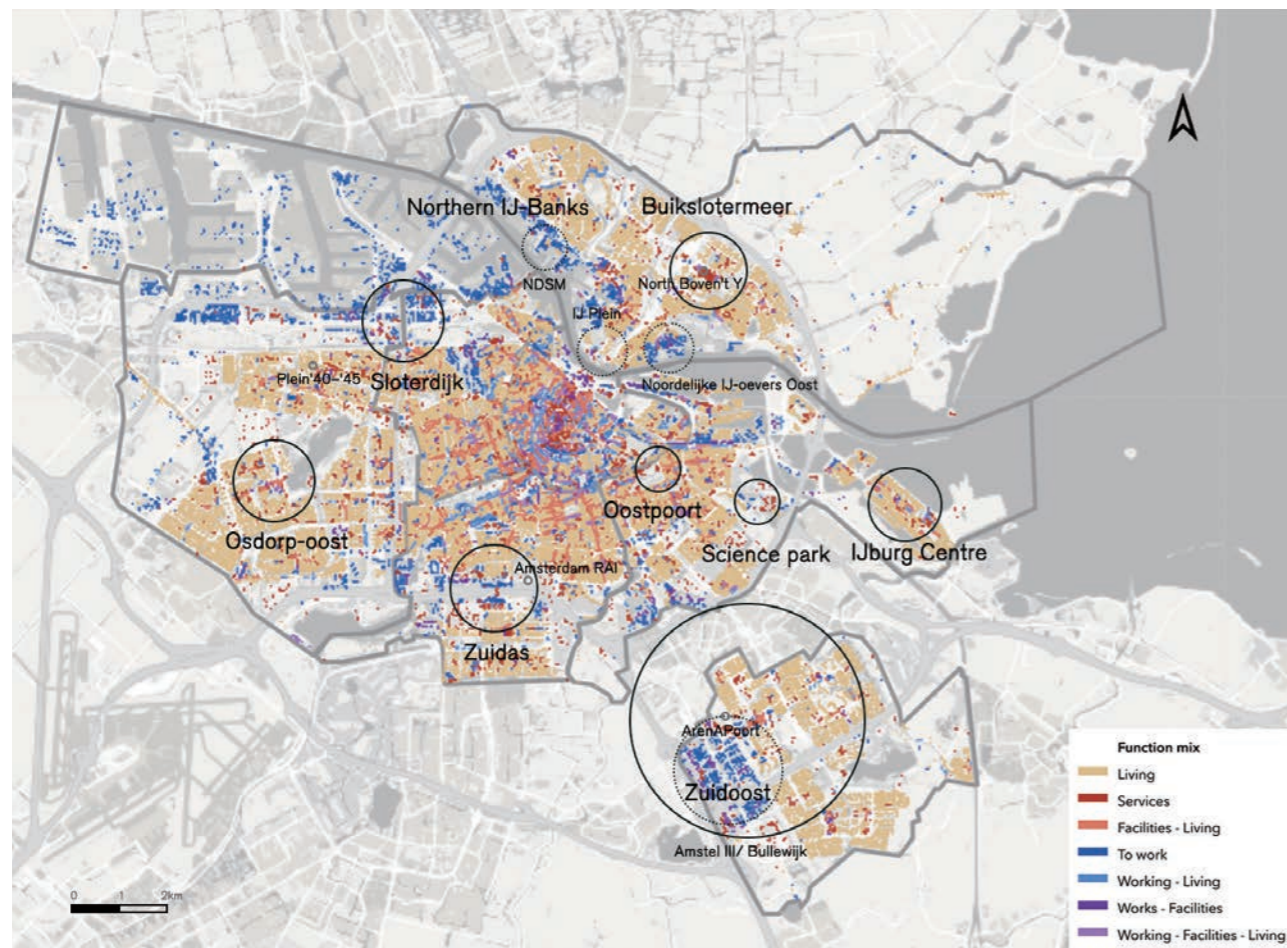 Northern IJ-Banks
Buikslotermeer
NDSM
North Boven't Y
IJ Plein
Plein'40-'45
Sloterdijk
Noordelijke IJ-oevers Oost
Oostpoort
Osdorp-oost
Science park
IJburg Centre
Amsterdam RAI
Zuidas
ArenAPoort
Zuidoost
Amstel III/ Bullewijk
0 1 2km
Function mix
Living
Services
Facilities - Living
To work
Working - Living
Works - Facilities
Working - Facilities - Living